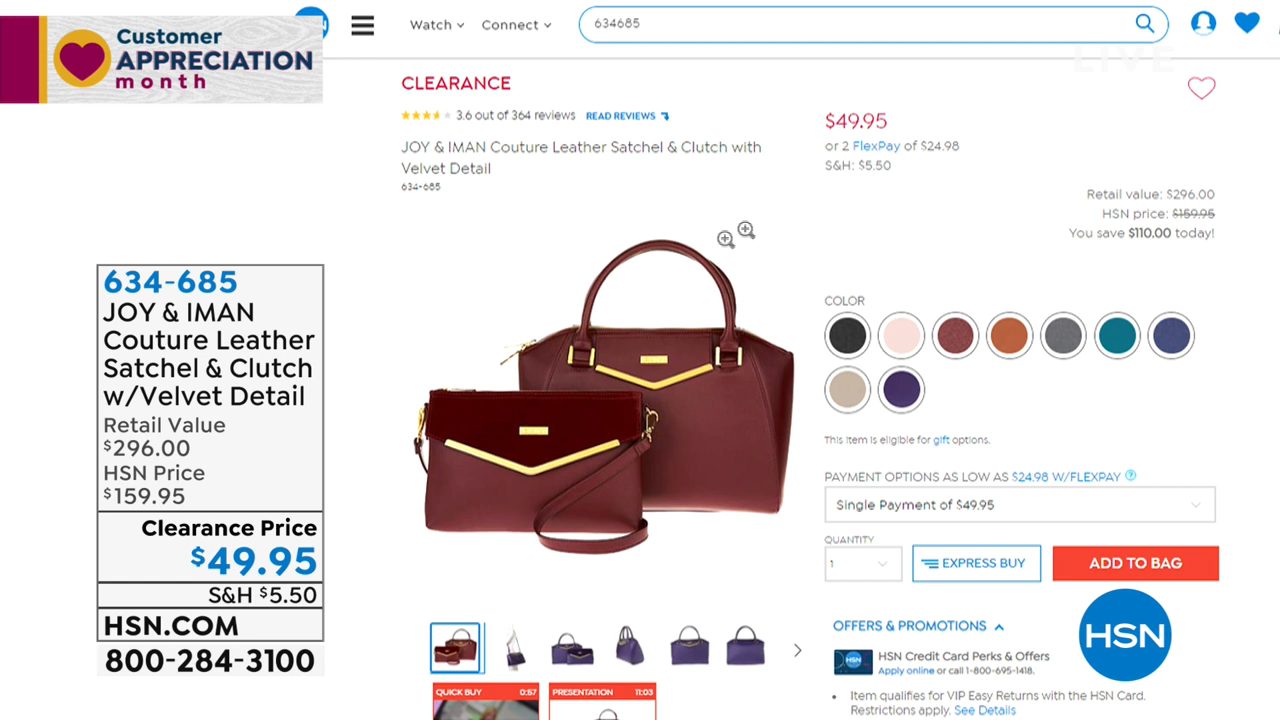 Customer
APPRECIATION
month
Watch
Connect
634685
LIVE
CLEARANCE
3.6 out of 364 reviews READ REVIEWS
JOY & IMAN Couture Leather Satchel & Clutch with
Velvet Detail
634-685
$49.95
or 2 FlexPay of $24.98
S&H: $5.50
Retail value: $296.00
HSN price: $159.95
You save $110.00 today!
634-685
JOY & IMAN
Couture Leather
Satchel & Clutch
w/Velvet Detail
Retail Value
$296.00
HSN Price
$159.95
Clearance Price
$49.95
S&H $5.50
HSN.COM
800-284-3100
COLOR
This item is eligible for gift options.
PAYMENT OPTIONS AS LOW AS $24.98 W/FLEXPAY ?
Single Payment of $49.95
QUANTITY
1
EXPRESS BUY
ADD TO BAG
OFFERS & PROMOTIONS
HSN
HSN
HSN Credit Card Perks & Offers
Apply online or call 1-800-695-1418.
• Item qualifies for VIP Easy Returns with the HSN Card.
Restrictions apply. See Details
QUICK BUY 0:57
PRESENTATION 11:03